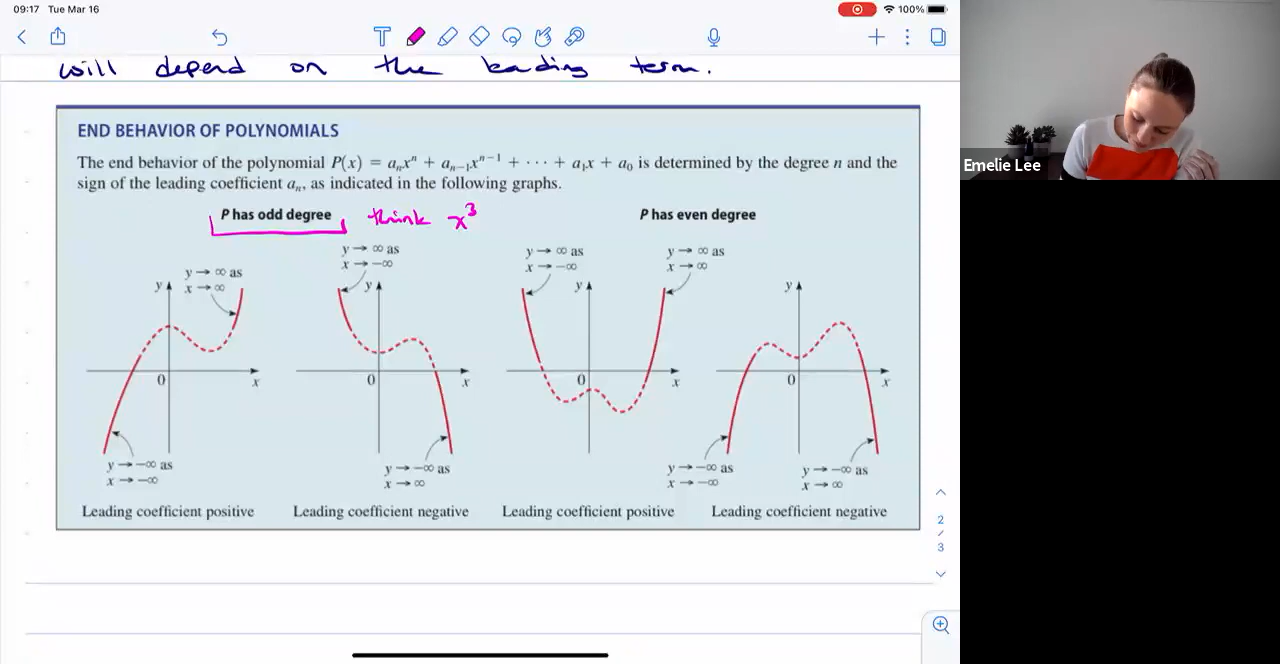 09:17 Tue Mar 16
100%
will depend on the leading term.
END BEHAVIOR OF POLYNOMIALS
The end behavior of the polynomial P(x) = aₙxⁿ + aₙ₋₁xⁿ⁻¹ + ··· + a₁x + a₀ is determined by the degree n and the
sign of the leading coefficient aₙ, as indicated in the following graphs.
P has odd degree think x³
P has even degree
y → ∞ as
x → ∞
y
0
x
y → −∞ as
x → −∞
Leading coefficient positive
y → ∞ as
x → −∞
y
0
x
y → −∞ as
x → ∞
Leading coefficient negative
y → ∞ as
x → −∞
y → ∞ as
x → ∞
y
0
x
Leading coefficient positive
y
0
x
y → −∞ as
x → −∞
y → −∞ as
x → ∞
Leading coefficient negative
2
/
3
Emelie Lee